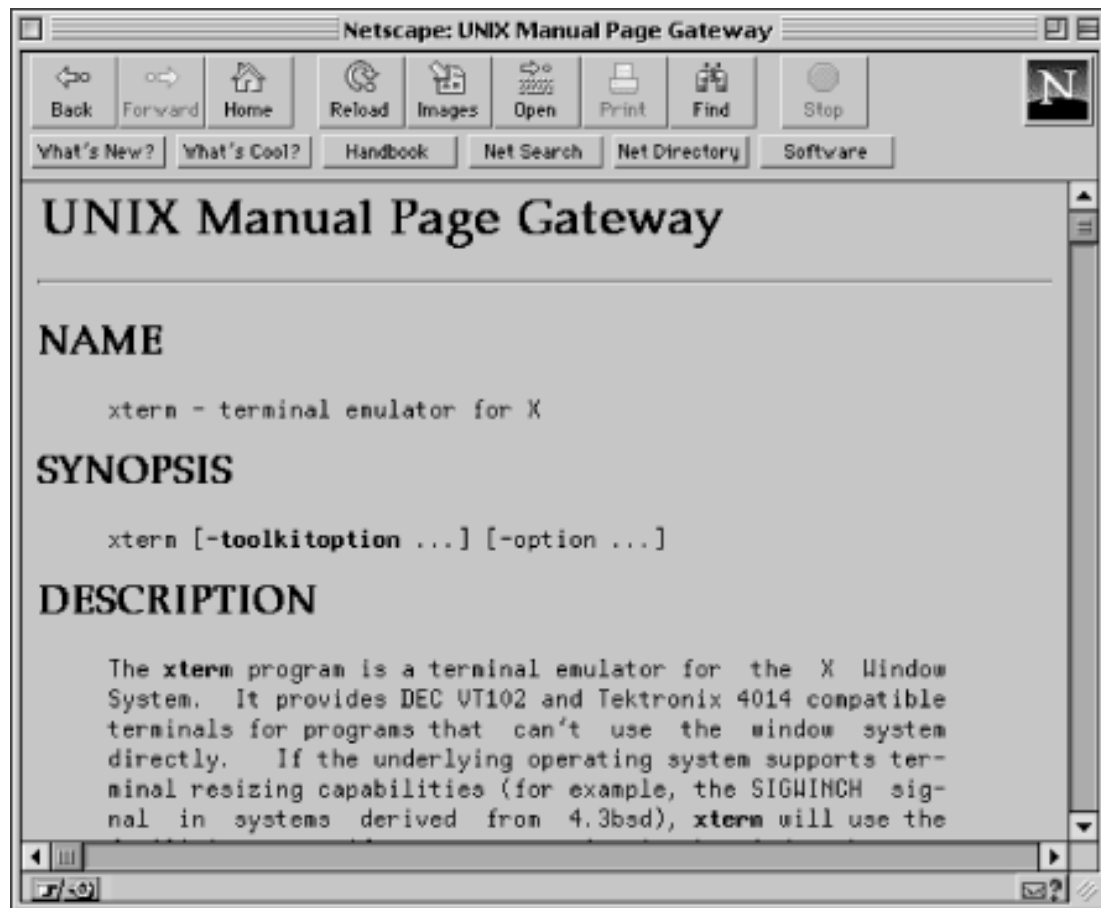 Netscape: UNIX Manual Page Gateway
Back Forward Home Reload Images Open Print Find Stop
N
What's New? What's Cool? Handbook Net Search Net Directory Software
UNIX Manual Page Gateway
NAME
xterm - terminal emulator for X
SYNOPSIS
xterm [-toolkitoption ...] [-option ...]
DESCRIPTION
The xterm program is a terminal emulator for the X Window
System. It provides DEC VT102 and Tektronix 4014 compatible
terminals for programs that can't use the window system
directly. If the underlying operating system supports ter-
minal resizing capabilities (for example, the SIGWINCH sig-
nal in systems derived from 4.3bsd), xterm will use the
?